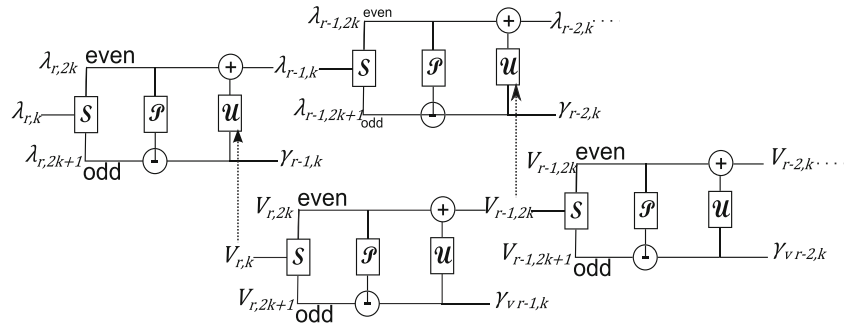 λr-1,2k even + λr-2,k ....
λr,2k even + λr-1,k S 𝒫 𝒰
λr,k S 𝒫 𝒰 λr-1,2k+1 odd - γr-2,k
λr,2k+1 odd - γr-1,k
Vr-1,2k even + Vr-2,k ....
Vr,2k even + Vr-1,2k S 𝒫 𝒰
Vr,k S 𝒫 𝒰 Vr-1,2k+1 odd - γv r-2,k
Vr,2k+1 odd - γv r-1,k